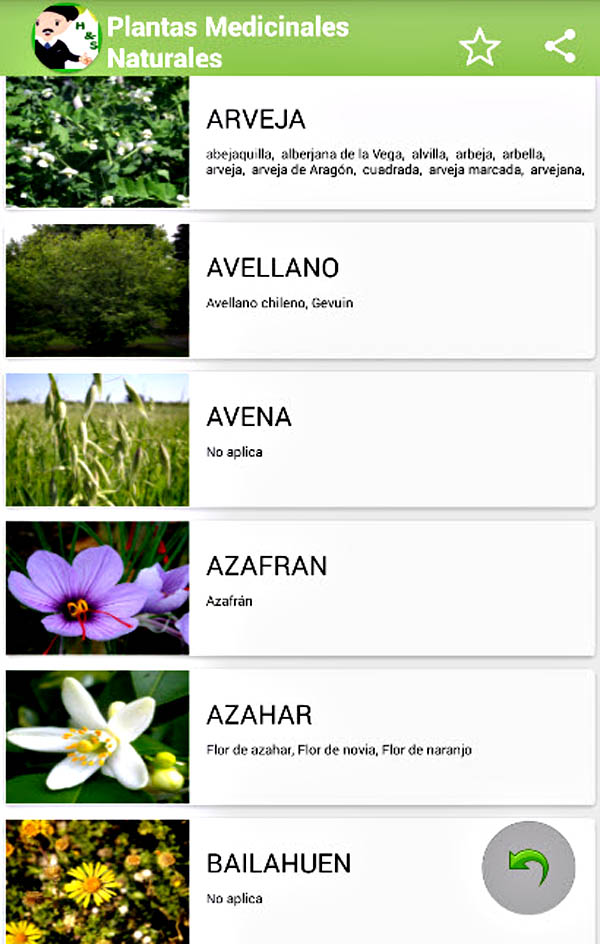 H
&
S
Plantas Medicinales
Naturales
ARVEJA
abejaquilla, alberjana de la Vega, alvilla, arbeja, arbella,
arveja, arveja de Aragón, cuadrada, arveja marcada, arvejana,
AVELLANO
Avellano chileno, Gevuin
AVENA
No aplica
AZAFRAN
Azafrán
AZAHAR
Flor de azahar, Flor de novia, Flor de naranjo
BAILAHUEN
No aplica